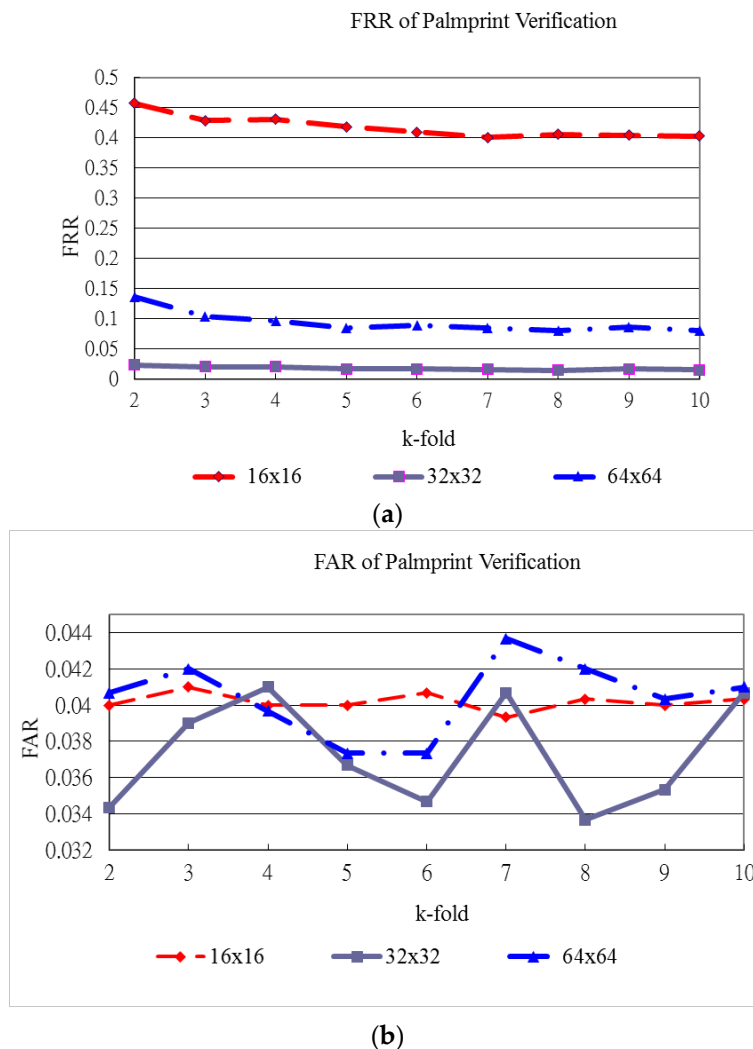 FRR of Palmprint Verification
0.5
0.45
0.4
0.35
0.3
0.25
0.2
0.15
0.1
0.05
0
FRR
2 3 4 5 6 7 8 9 10
k-fold
16x16 32x32 64x64
(a)
FAR of Palmprint Verification
0.044
0.042
0.04
0.038
0.036
0.034
0.032
FAR
2 3 4 5 6 7 8 9 10
k-fold
16x16 32x32 64x64
(b)